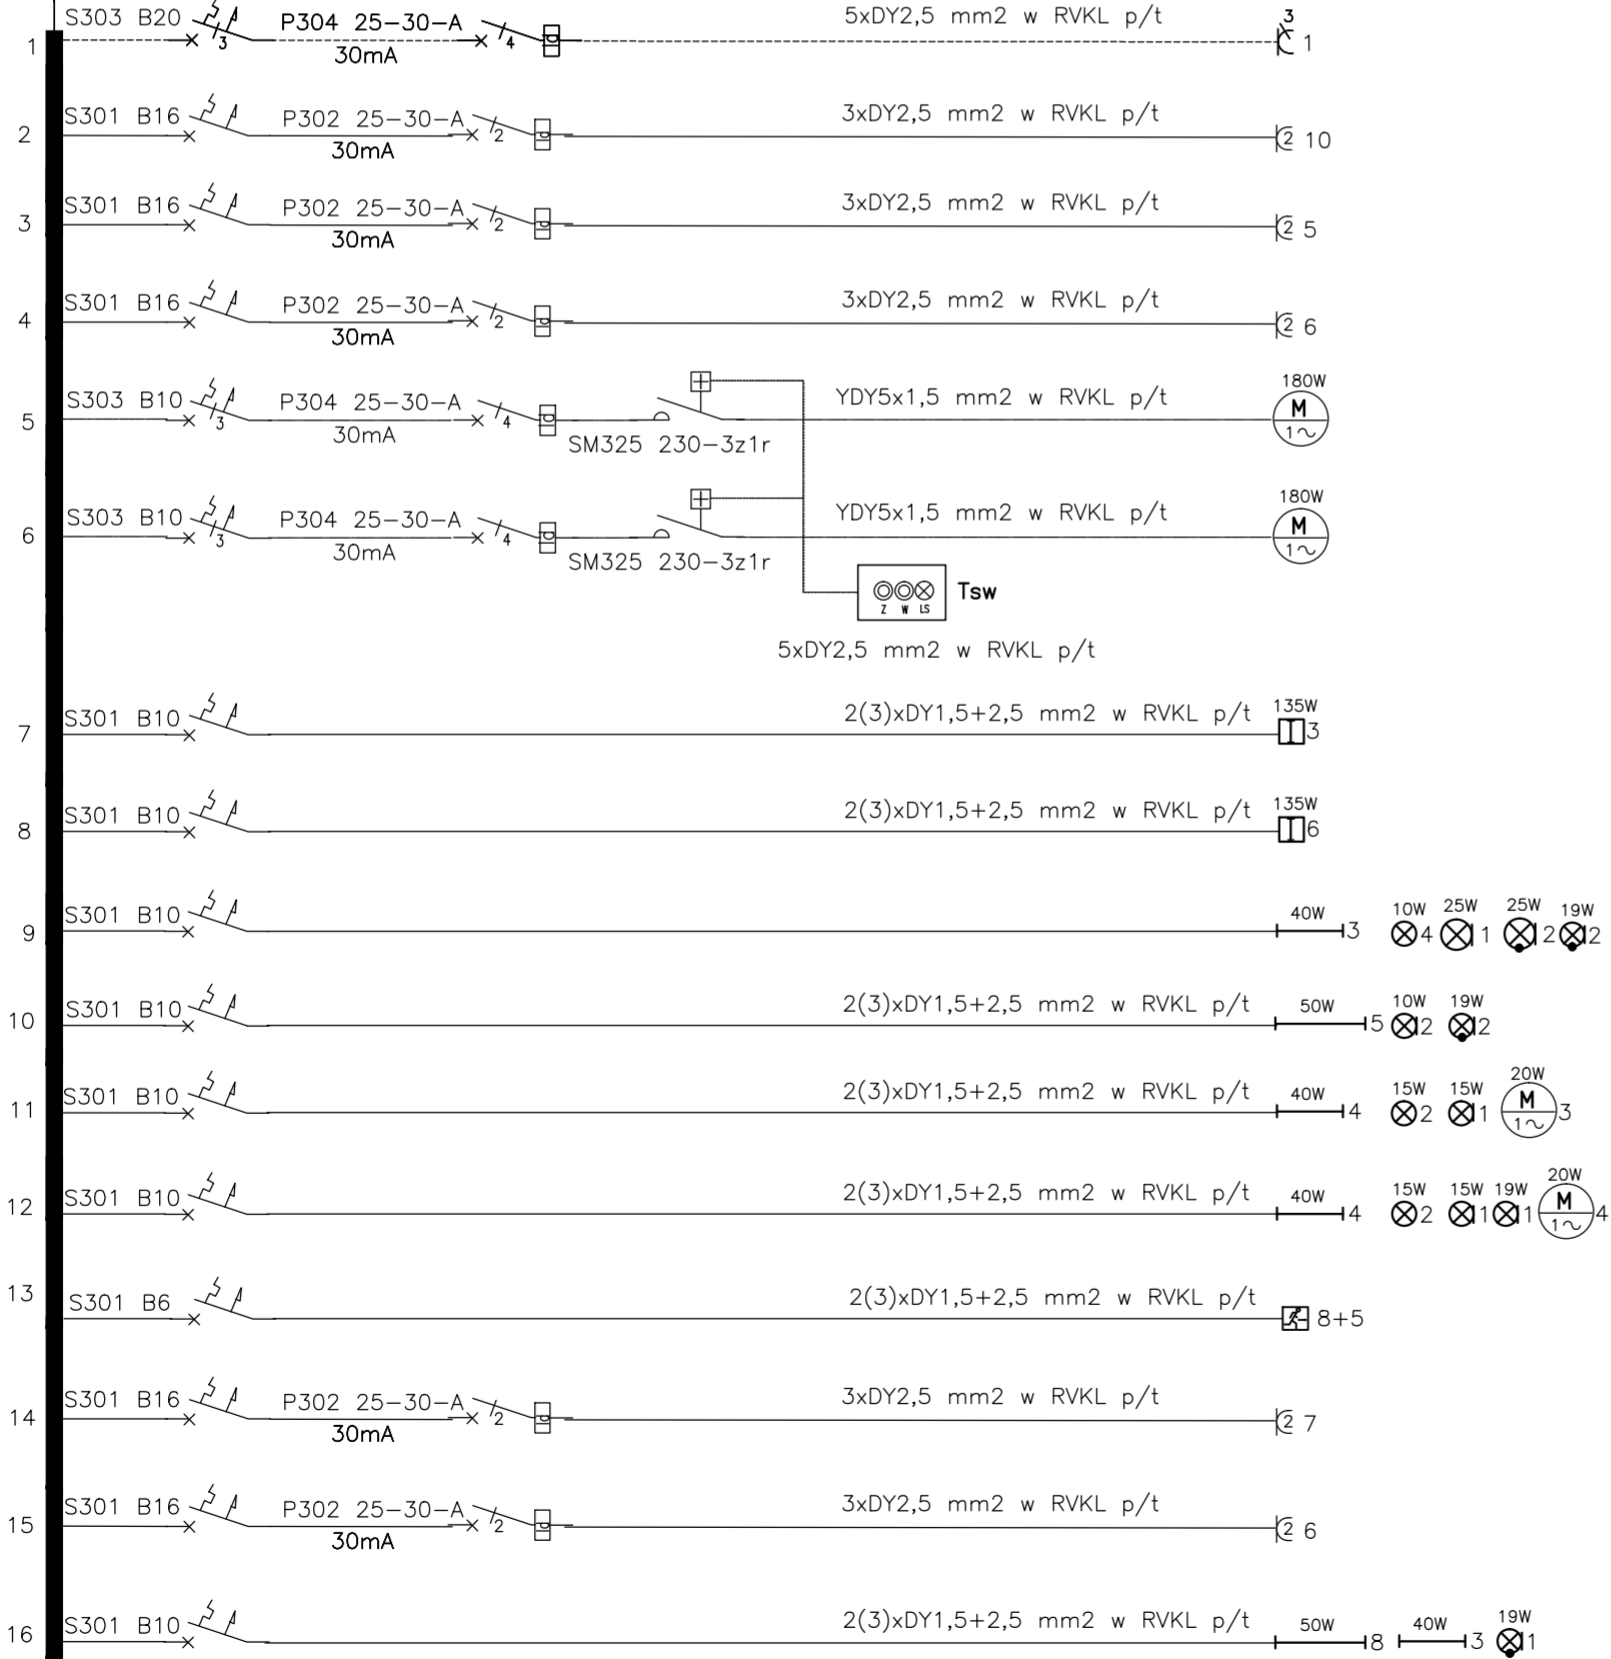 S303 B20 P304 25-30-A 5xDY2,5 mm2 w RVKL p/t 3
1 3 30mA 4 1
S301 B16 P302 25-30-A 3xDY2,5 mm2 w RVKL p/t
2 30mA 2 2 10
S301 B16 P302 25-30-A 3xDY2,5 mm2 w RVKL p/t
3 30mA 2 2 5
S301 B16 P302 25-30-A 3xDY2,5 mm2 w RVKL p/t
4 30mA 2 2 6
180W
S303 B10 P304 25-30-A YDY5x1,5 mm2 w RVKL p/t M
5 3 30mA 4 SM325 230-3z1r 1~
180W
S303 B10 P304 25-30-A YDY5x1,5 mm2 w RVKL p/t M
6 3 30mA 4 SM325 230-3z1r 1~
Tsw
Z W LS
5xDY2,5 mm2 w RVKL p/t
S301 B10 2(3)xDY1,5+2,5 mm2 w RVKL p/t 135W
7 3
S301 B10 2(3)xDY1,5+2,5 mm2 w RVKL p/t 135W
8 6
S301 B10 40W 10W 25W 25W 19W
9 3 4 1 2 2
S301 B10 2(3)xDY1,5+2,5 mm2 w RVKL p/t 50W 10W 19W
10 5 2 2
S301 B10 2(3)xDY1,5+2,5 mm2 w RVKL p/t 40W 15W 15W 20W
11 4 2 1 M 1~ 3
S301 B10 2(3)xDY1,5+2,5 mm2 w RVKL p/t 40W 15W 15W 19W 20W
12 4 2 1 1 M 1~ 4
13 S301 B6 2(3)xDY1,5+2,5 mm2 w RVKL p/t
8+5
S301 B16 P302 25-30-A 3xDY2,5 mm2 w RVKL p/t
14 30mA 2 2 7
S301 B16 P302 25-30-A 3xDY2,5 mm2 w RVKL p/t
15 30mA 2 2 6
S301 B10 2(3)xDY1,5+2,5 mm2 w RVKL p/t 50W 40W 19W
16 8 3 1